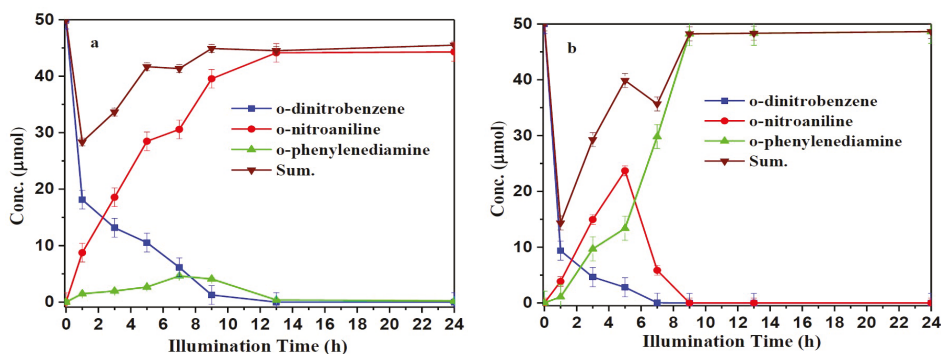 50
40
30
20
10
0
Conc. (μmol)
a
o-dinitrobenzene
o-nitroaniline
o-phenylenediamine
Sum.
0 2 4 6 8 10 12 14 16 18 20 22 24
Illumination Time (h)
50
40
30
20
10
0
Conc. (μmol)
b
o-dinitrobenzene
o-nitroaniline
o-phenylenediamine
Sum.
0 2 4 6 8 10 12 14 16 18 20 22 24
Illumination Time (h)